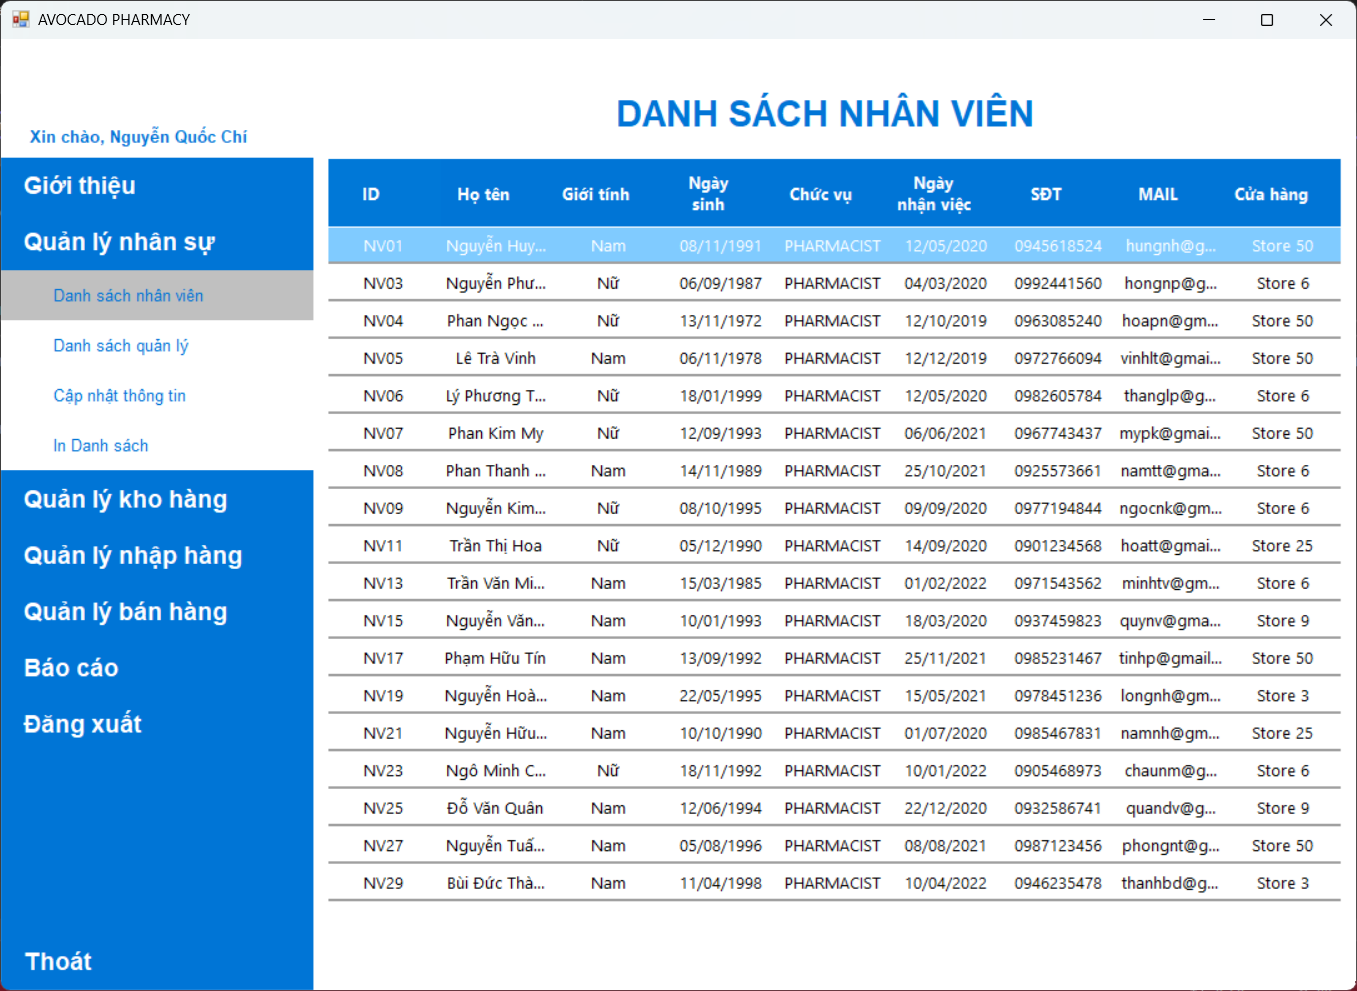 AVOCADO PHARMACY
DANH SÁCH NHÂN VIÊN
Xin chào, Nguyễn Quốc Chí
Giới thiệu
Quản lý nhân sự
Danh sách nhân viên
Danh sách quản lý
Cập nhật thông tin
In Danh sách
Quản lý kho hàng
Quản lý nhập hàng
Quản lý bán hàng
Báo cáo
Đăng xuất
Thoát
ID Họ tên Giới tính Ngày sinh Chức vụ Ngày nhận việc SĐT MAIL Cửa hàng
NV01 Nguyễn Huy... Nam 08/11/1991 PHARMACIST 12/05/2020 0945618524 hungnh@g... Store 50
NV03 Nguyễn Phư... Nữ 06/09/1987 PHARMACIST 04/03/2020 0992441560 hongnp@g... Store 6
NV04 Phan Ngọc ... Nữ 13/11/1972 PHARMACIST 12/10/2019 0963085240 hoapn@gm... Store 50
NV05 Lê Trà Vinh Nam 06/11/1978 PHARMACIST 12/12/2019 0972766094 vinhlt@gmai... Store 50
NV06 Lý Phương T... Nữ 18/01/1999 PHARMACIST 12/05/2020 0982605784 thanglp@g... Store 6
NV07 Phan Kim My Nữ 12/09/1993 PHARMACIST 06/06/2021 0967743437 mypk@gmai... Store 50
NV08 Phan Thanh ... Nam 14/11/1989 PHARMACIST 25/10/2021 0925573661 namtt@gma... Store 6
NV09 Nguyễn Kim... Nữ 08/10/1995 PHARMACIST 09/09/2020 0977194844 ngocnk@gm... Store 6
NV11 Trần Thị Hoa Nữ 05/12/1990 PHARMACIST 14/09/2020 0901234568 hoatt@gmai... Store 25
NV13 Trần Văn Mi... Nam 15/03/1985 PHARMACIST 01/02/2022 0971543562 minhtv@gm... Store 6
NV15 Nguyễn Văn... Nam 10/01/1993 PHARMACIST 18/03/2020 0937459823 quynv@gma... Store 9
NV17 Phạm Hữu Tín Nam 13/09/1992 PHARMACIST 25/11/2021 0985231467 tinhp@gmail... Store 50
NV19 Nguyễn Hoà... Nam 22/05/1995 PHARMACIST 15/05/2021 0978451236 longnh@gm... Store 3
NV21 Nguyễn Hữu... Nam 10/10/1990 PHARMACIST 01/07/2020 0985467831 namnh@gm... Store 25
NV23 Ngô Minh C... Nữ 18/11/1992 PHARMACIST 10/01/2022 0905468973 chaunm@g... Store 6
NV25 Đỗ Văn Quân Nam 12/06/1994 PHARMACIST 22/12/2020 0932586741 quandv@g... Store 9
NV27 Nguyễn Tuấ... Nam 05/08/1996 PHARMACIST 08/08/2021 0987123456 phongnt@g... Store 50
NV29 Bùi Đức Thà... Nam 11/04/1998 PHARMACIST 10/04/2022 0946235478 thanhbd@g... Store 3